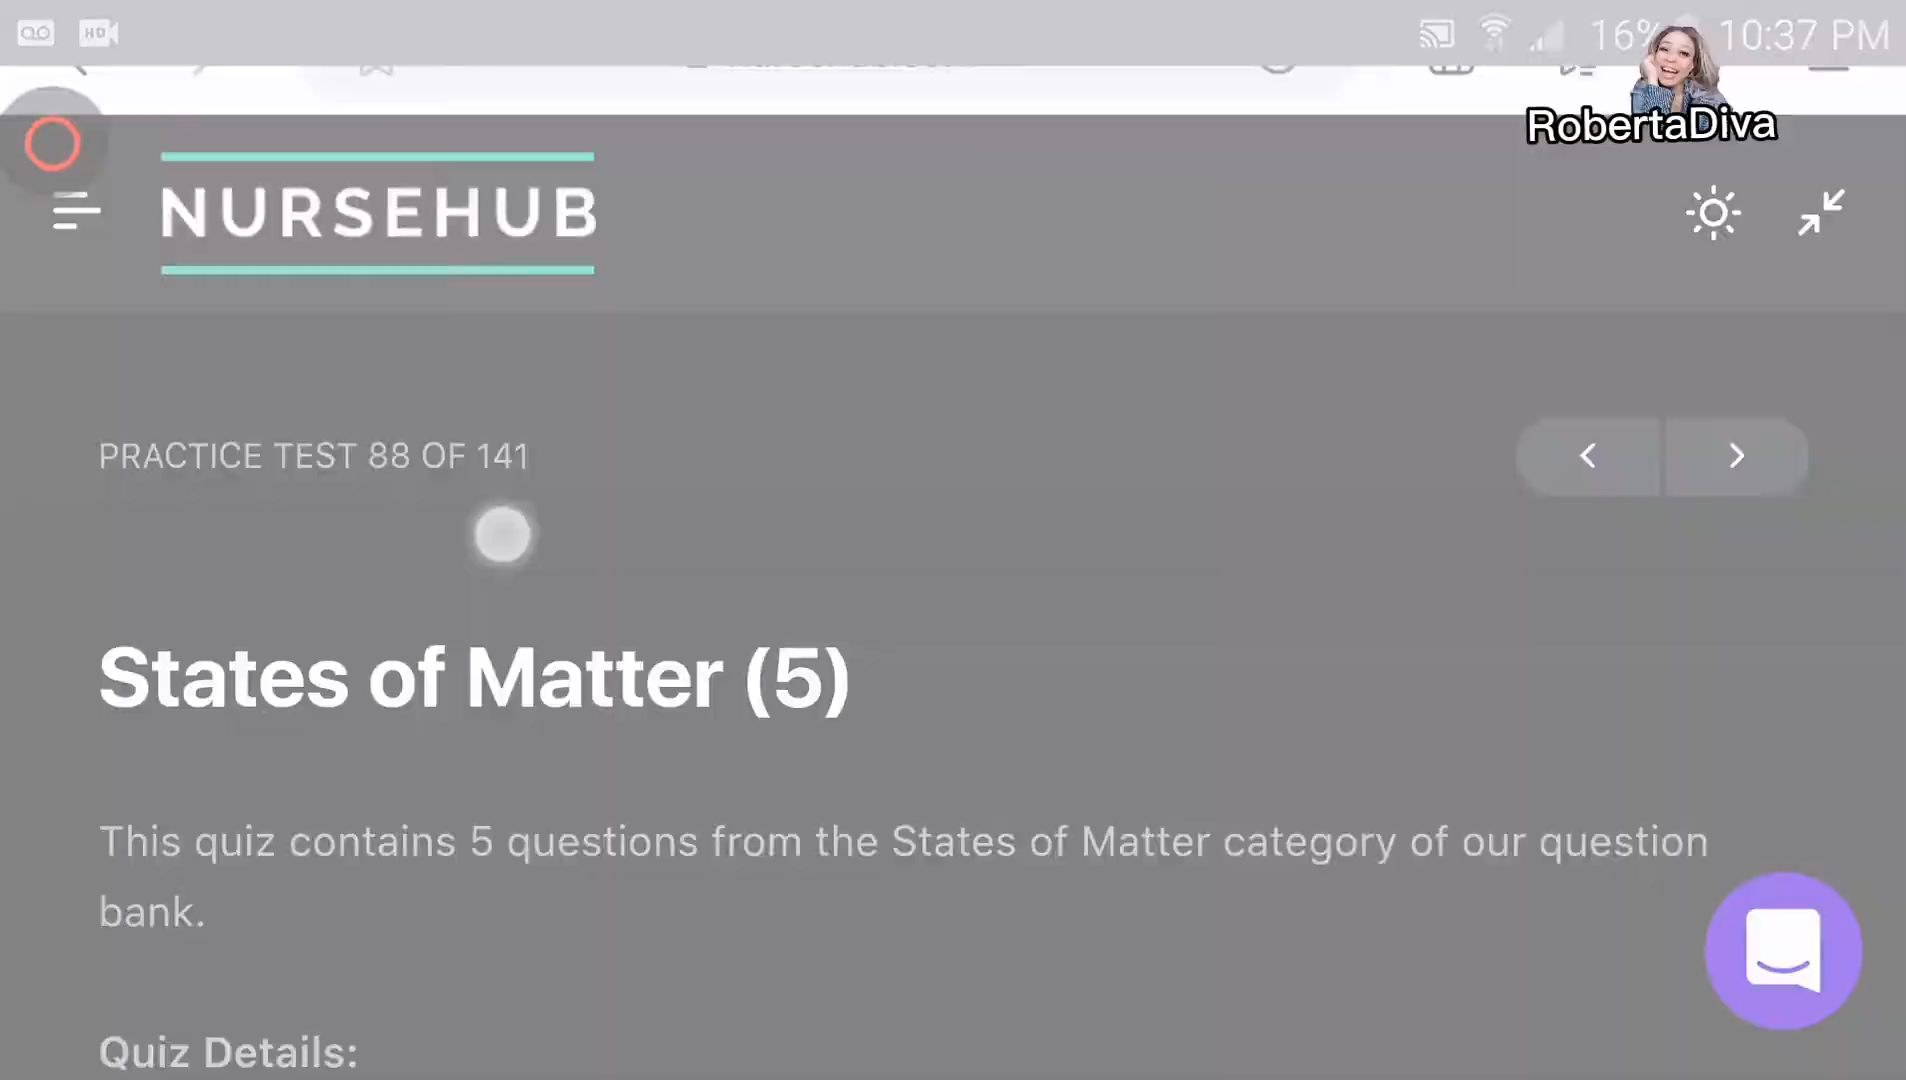 HD
16%
10:37 PM
RobertaDiva
NURSEHUB
PRACTICE TEST 88 OF 141
States of Matter (5)
This quiz contains 5 questions from the States of Matter category of our question
bank.
Quiz Details: